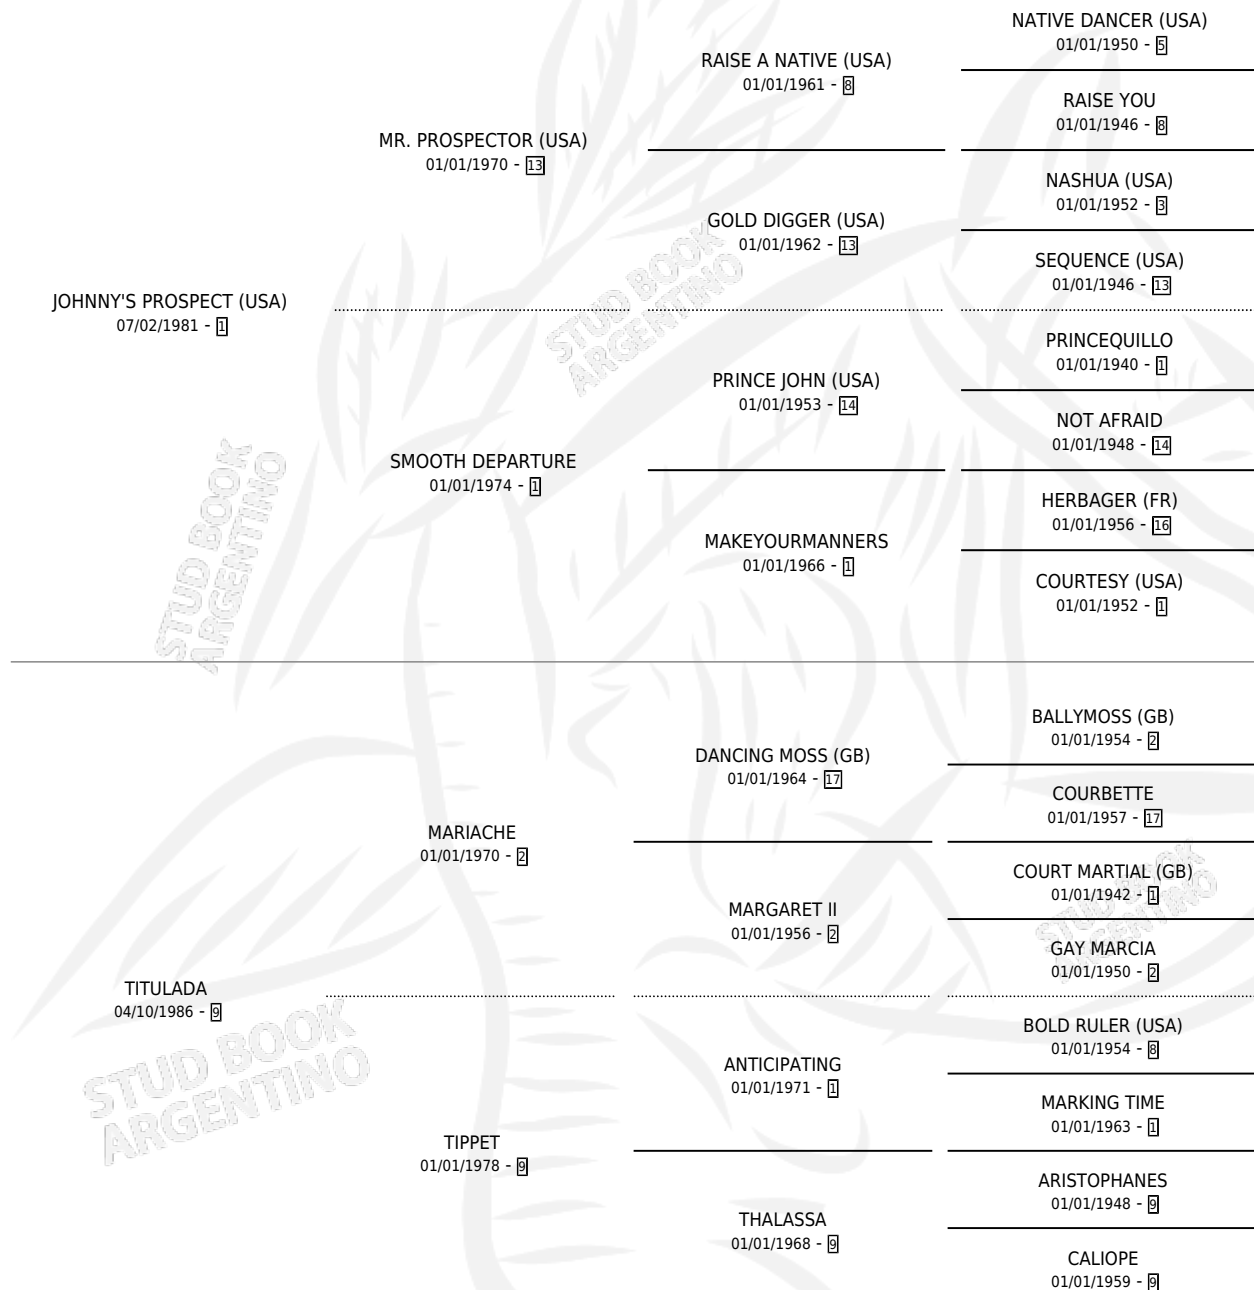 NATIVE DANCER (USA)
01/01/1950 - 5
RAISE A NATIVE (USA)
01/01/1961 - 8
RAISE YOU
01/01/1946 - 8
MR. PROSPECTOR (USA)
01/01/1970 - 13
NASHUA (USA)
01/01/1952 - 3
GOLD DIGGER (USA)
01/01/1962 - 13
SEQUENCE (USA)
01/01/1946 - 13
JOHNNY'S PROSPECT (USA)
07/02/1981 - 1
STUD BOOK
ARGENTINO
PRINCEQUILLO
01/01/1940 - 1
PRINCE JOHN (USA)
01/01/1953 - 14
NOT AFRAID
01/01/1948 - 14
SMOOTH DEPARTURE
01/01/1974 - 1
HERBAGER (FR)
01/01/1956 - 16
MAKEYOURMANNERS
01/01/1966 - 1
COURTESY (USA)
01/01/1952 - 1
STUD BOOK
ARGENTINO
BALLYMOSS (GB)
01/01/1954 - 2
DANCING MOSS (GB)
01/01/1964 - 17
COURBETTE
01/01/1957 - 17
MARIACHE
01/01/1970 - 2
COURT MARTIAL (GB)
01/01/1942 - 1
MARGARET II
01/01/1956 - 2
GAY MARCIA
01/01/1950 - 2
STUD BOOK
ARGENTINO
TITULADA
04/10/1986 - 9
BOLD RULER (USA)
01/01/1954 - 8
ANTICIPATING
01/01/1971 - 1
MARKING TIME
01/01/1963 - 1
STUD BOOK
ARGENTINO
TIPPET
01/01/1978 - 9
ARISTOPHANES
01/01/1948 - 9
THALASSA
01/01/1968 - 9
CALIOPE
01/01/1959 - 9